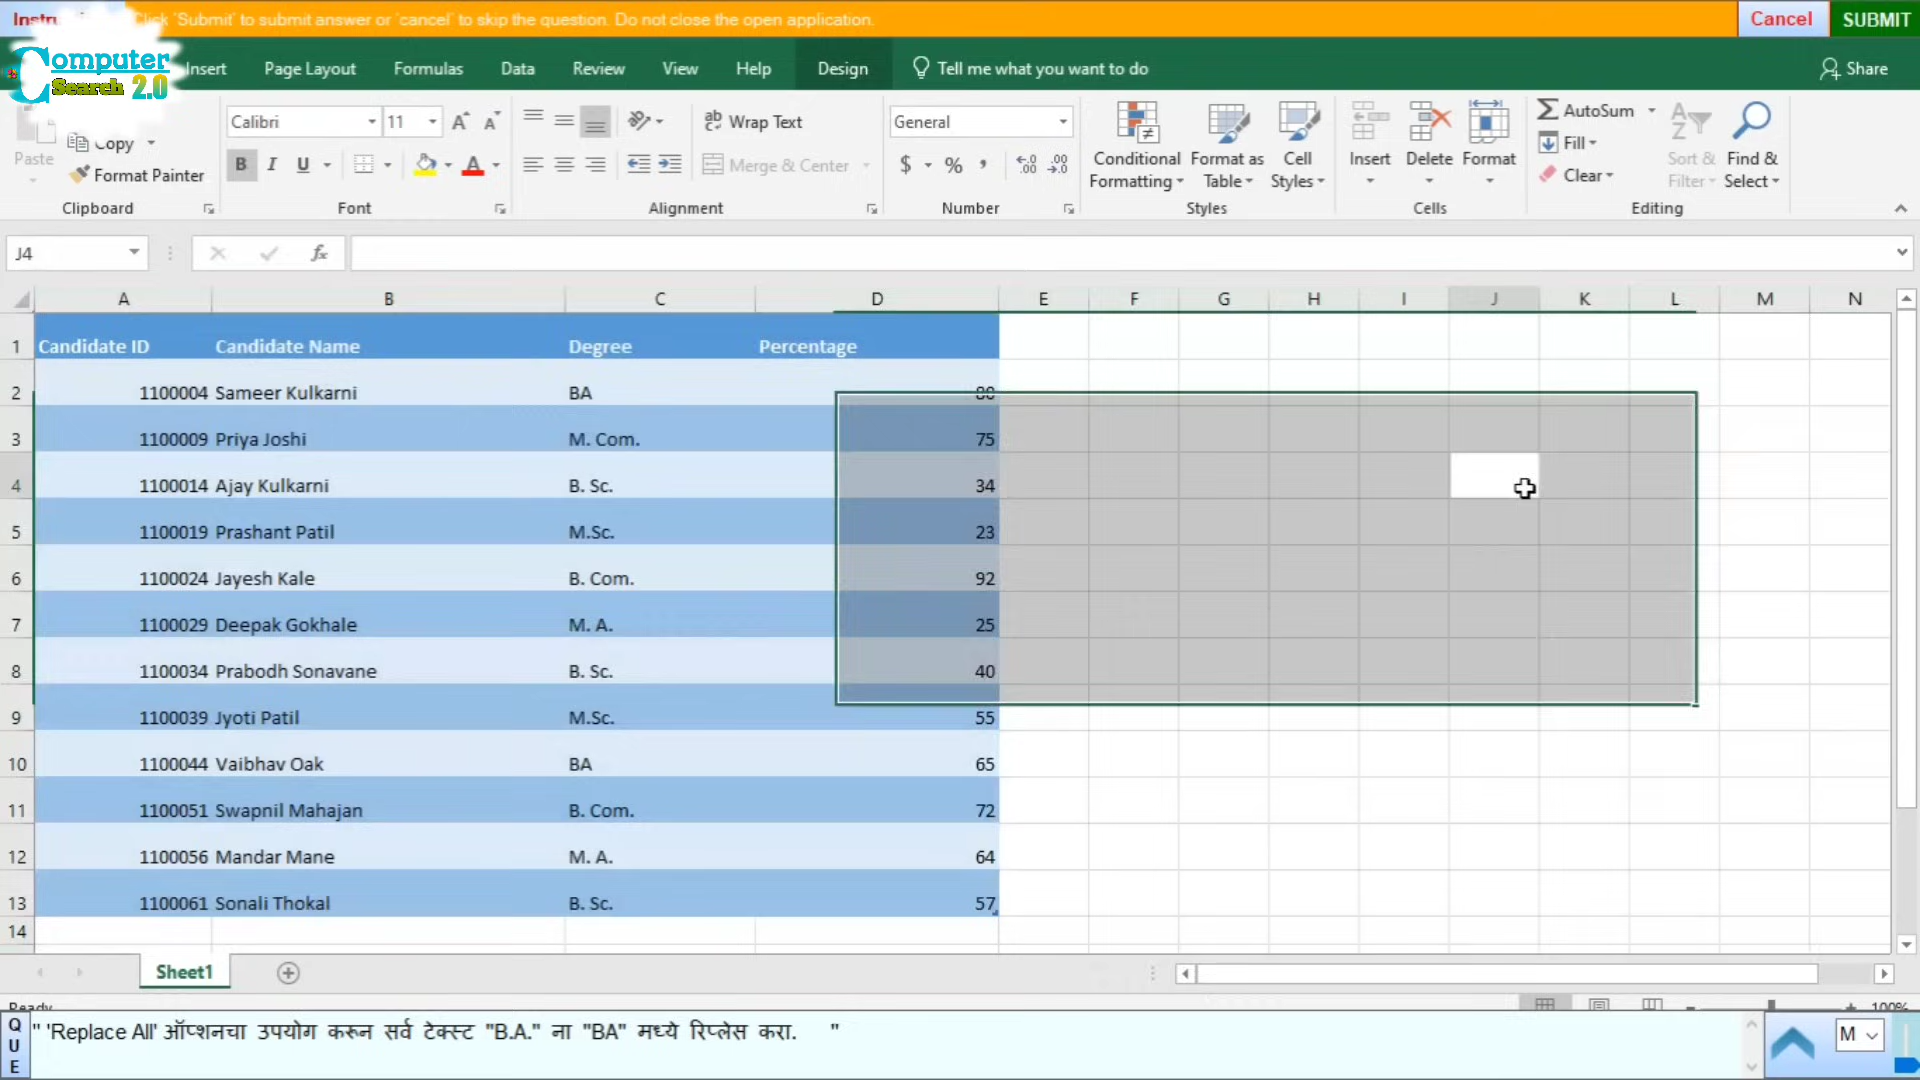 Click 'Submit' to submit answer or 'cancel' to skip the question. Do not close the open application.
Cancel
SUBMIT
Computer
Search 2.0
Insert
Page Layout
Formulas
Data
Review
View
Help
Design
Tell me what you want to do
Share
Paste
Copy
Format Painter
Clipboard
Calibri
11
B I U
Font
Wrap Text
Merge & Center
Alignment
General
$ % ,
Number
Conditional Formatting
Format as Table
Cell Styles
Styles
Insert
Delete
Format
Cells
AutoSum
Fill
Clear
Sort & Filter
Find & Select
Editing
J4
fx
A B C D E F G H I J K L M N
1 Candidate ID Candidate Name Degree Percentage
2 1100004 Sameer Kulkarni BA 80
3 1100009 Priya Joshi M. Com. 75
4 1100014 Ajay Kulkarni B. Sc. 34
5 1100019 Prashant Patil M.Sc. 23
6 1100024 Jayesh Kale B. Com. 92
7 1100029 Deepak Gokhale M. A. 25
8 1100034 Prabodh Sonavane B. Sc. 40
9 1100039 Jyoti Patil M.Sc. 55
10 1100044 Vaibhav Oak BA 65
11 1100051 Swapnil Mahajan B. Com. 72
12 1100056 Mandar Mane M. A. 64
13 1100061 Sonali Thokal B. Sc. 57
14
Sheet1
Ready
100%
QUE
" 'Replace All' ऑप्शनचा उपयोग करून सर्व टेक्स्ट "B.A." ना "BA" मध्ये रिप्लेस करा. "
M